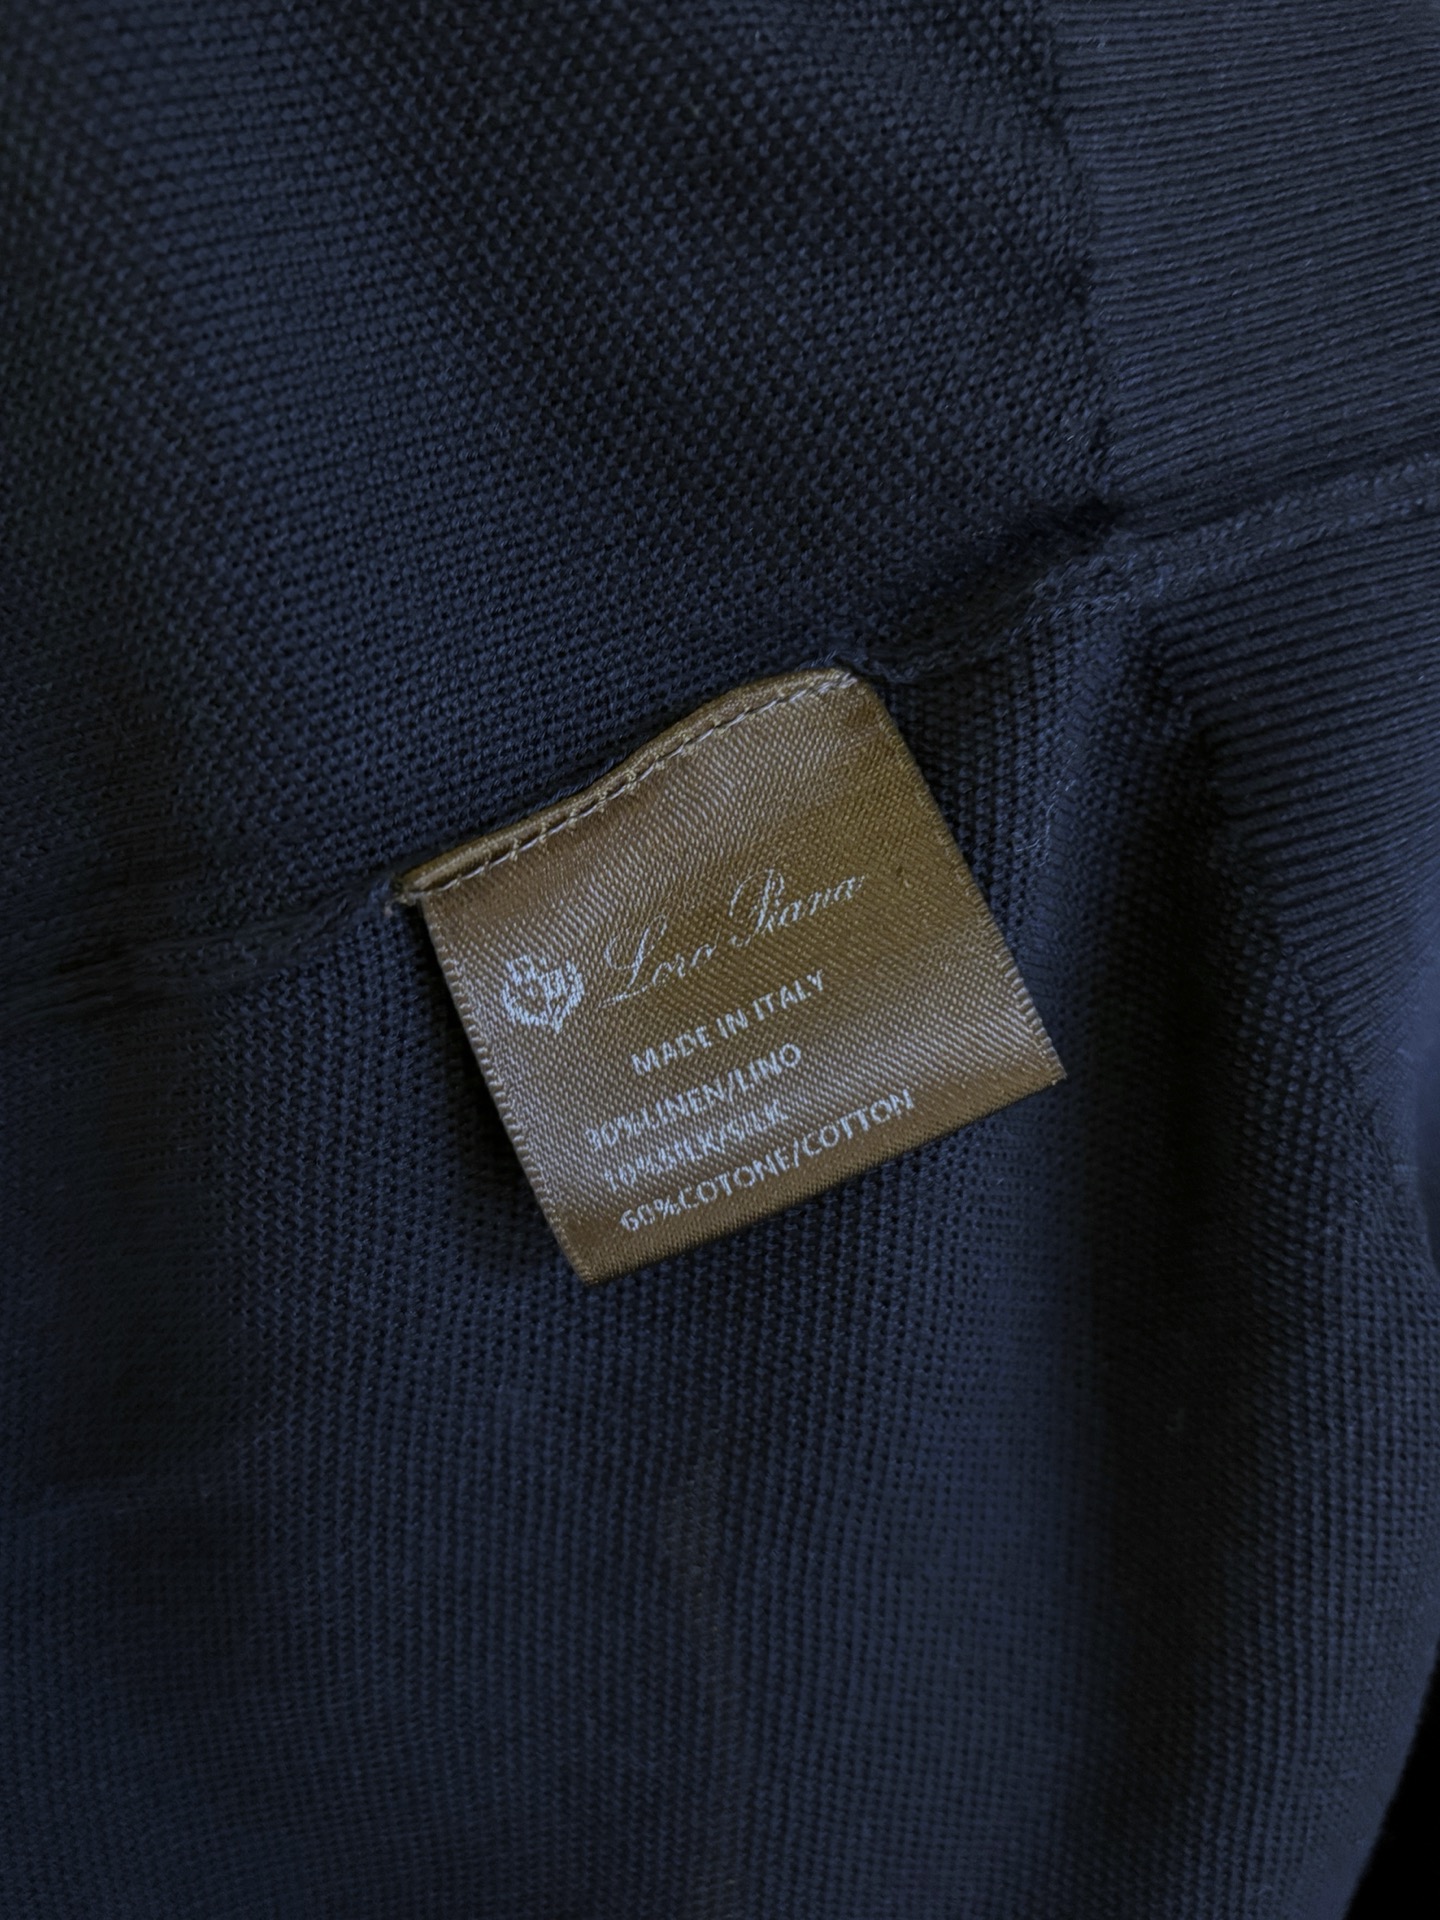 Loro Piana
MADE IN ITALY
30%LINEN/LINO
10%SILK/SILK
60%COTONE/COTTON